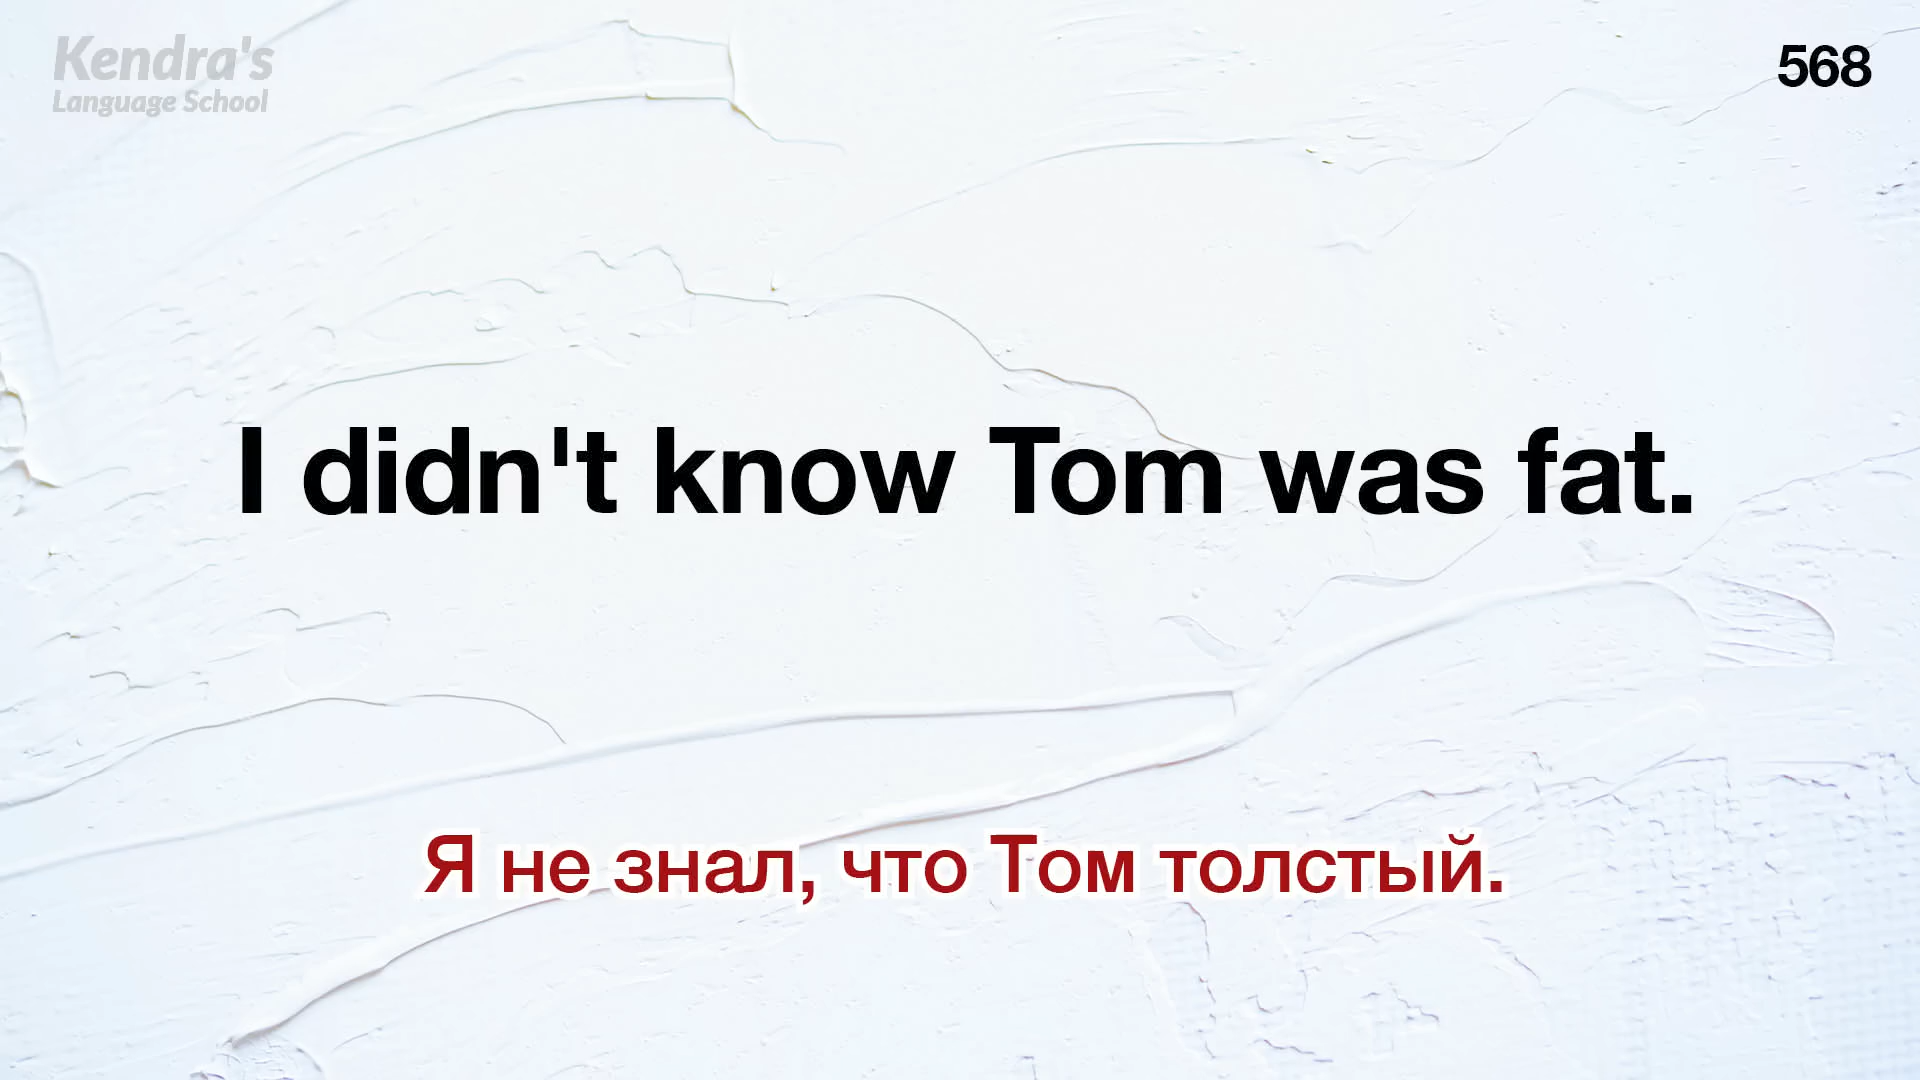 Kendra's
Language School
568
I didn't know Tom was fat.
Я не знал, что Том толстый.